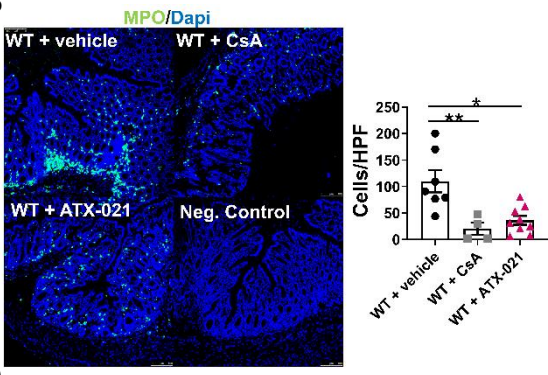 MPO/Dapi
WT + vehicle
WT + CsA
WT + ATX-021
Neg. Control
Cells/HPF
250
200
150
100
50
0
*
**
WT + vehicle
WT + CsA
WT + ATX-021